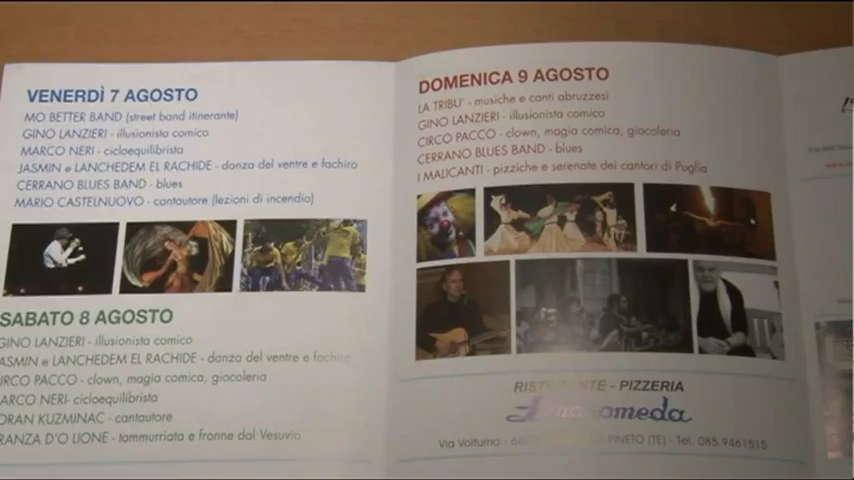 VENERDÌ 7 AGOSTO
MO BETTER BAND (street band itinerante)
GINO LANZIERI - illusionista comico
MARCO NERI - cicloequilibrista
JASMIN e LANCHEDEM EL RACHIDE - danza del ventre e fachiro
CERRANO BLUES BAND - blues
MARIO CASTELNUOVO - cantautore (lezioni di incendio)
SABATO 8 AGOSTO
GINO LANZIERI - illusionista comico
JASMIN e LANCHEDEM EL RACHIDE - danza del ventre e fachiro
CIRCO PACCO - clown, magia comica, giocoleria
MARCO NERI- cicloequilibrista
KUZMINAC - cantautore
D'O LIONE - tammurriata e fronne dal Vesuvio
DOMENICA 9 AGOSTO
LA TRIBU' - musiche e canti abruzzesi
GINO LANZIERI - illusionista comico
CIRCO PACCO - clown, magia comica, giocoleria
CERRANO BLUES BAND - blues
I MALICANTI - pizziche e serenate dei cantori di Puglia
RISTORANTE - PIZZERIA
Andromeda
Via Volturno - PINETO (TE) - Tel. 085.9461515